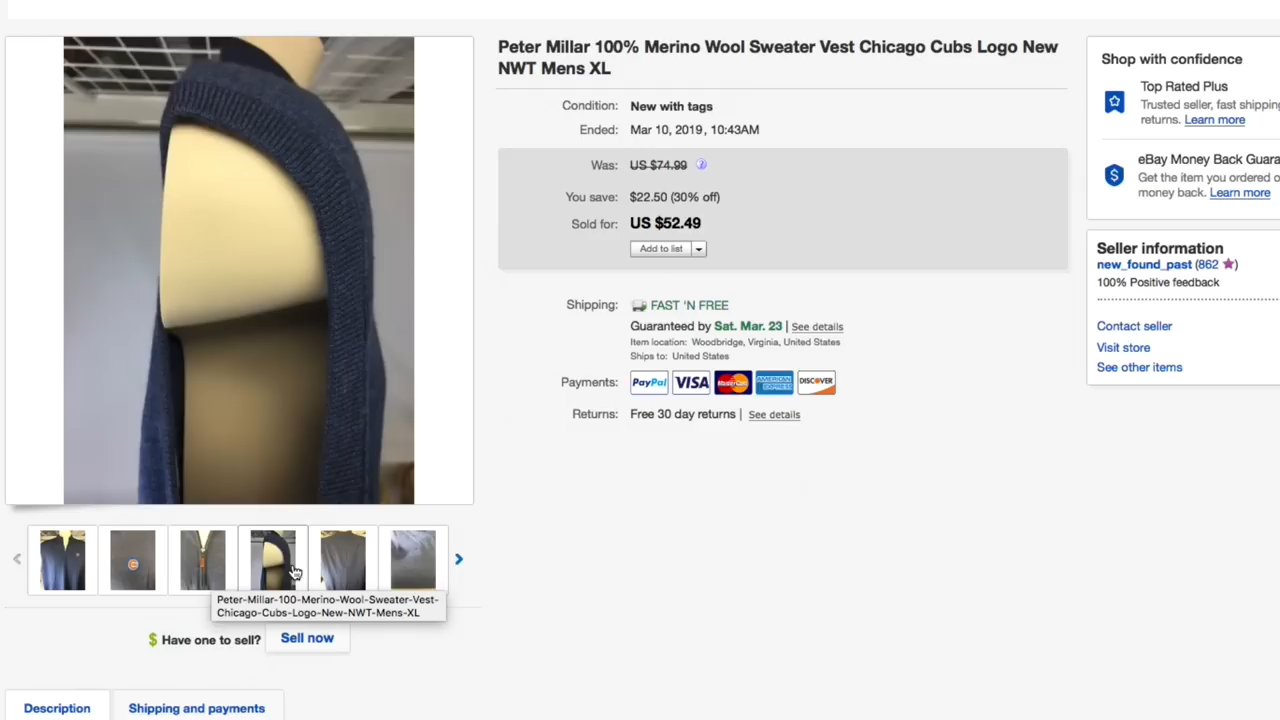 Peter Millar 100% Merino Wool Sweater Vest Chicago Cubs Logo New
NWT Mens XL
Condition: New with tags
Ended: Mar 10, 2019, 10:43AM
Was: US $74.99
You save: $22.50 (30% off)
Sold for: US $52.49
Add to list
Shipping: FAST 'N FREE
Guaranteed by Sat. Mar. 23 | See details
Item location: Woodbridge, Virginia, United States
Ships to: United States
Payments: PayPal VISA MasterCard AMERICAN EXPRESS DISCOVER
Returns: Free 30 day returns | See details
Shop with confidence
Top Rated Plus
Trusted seller, fast shipping
returns. Learn more
eBay Money Back Guara
Get the item you ordered o
money back. Learn more
Seller information
new_found_past (862 )
100% Positive feedback
Contact seller
Visit store
See other items
Peter-Millar-100-Merino-Wool-Sweater-Vest-
Chicago-Cubs-Logo-New-NWT-Mens-XL
$ Have one to sell? Sell now
Description Shipping and payments